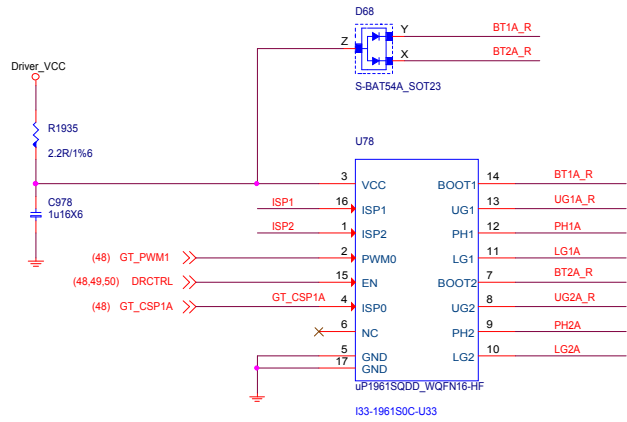 D68
Z
Y
BT1A_R
X
BT2A_R
S-BAT54A_SOT23
Driver_VCC
R1935
2.2R/1%6
C978
1u16X6
U78
3 VCC BOOT1 14 BT1A_R
ISP1 16 ISP1 UG1 13 UG1A_R
ISP2 1 ISP2 PH1 12 PH1A
(48) GT_PWM1 2 PWM0 LG1 11 LG1A
(48,49,50) DRCTRL 15 EN BOOT2 7 BT2A_R
(48) GT_CSP1A GT_CSP1A 4 ISP0 UG2 8 UG2A_R
6 NC PH2 9 PH2A
5 GND LG2 10 LG2A
17 GND
uP1961SQDD_WQFN16-HF
I33-1961S0C-U33